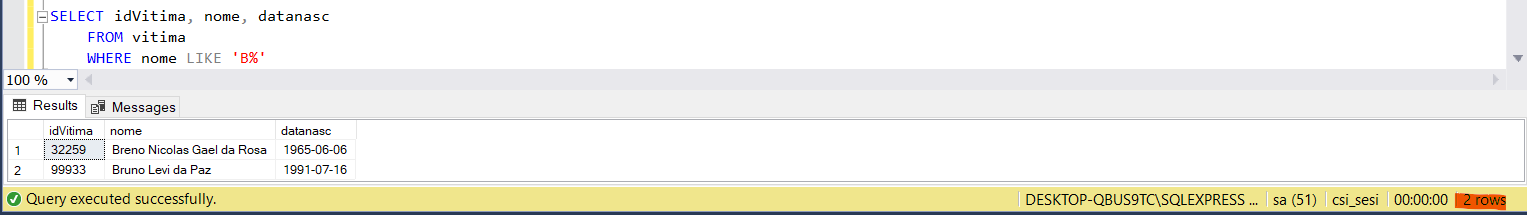 SELECT idVitima, nome, datanasc
FROM vitima
WHERE nome LIKE 'B%'
100 %
Results Messages
idVitima nome datanasc
1 32259 Breno Nicolas Gael da Rosa 1965-06-06
2 99933 Bruno Levi da Paz 1991-07-16
Query executed successfully. DESKTOP-QBUS9TC\SQLEXPRESS ... sa (51) csi_sesi 00:00:00 2 rows